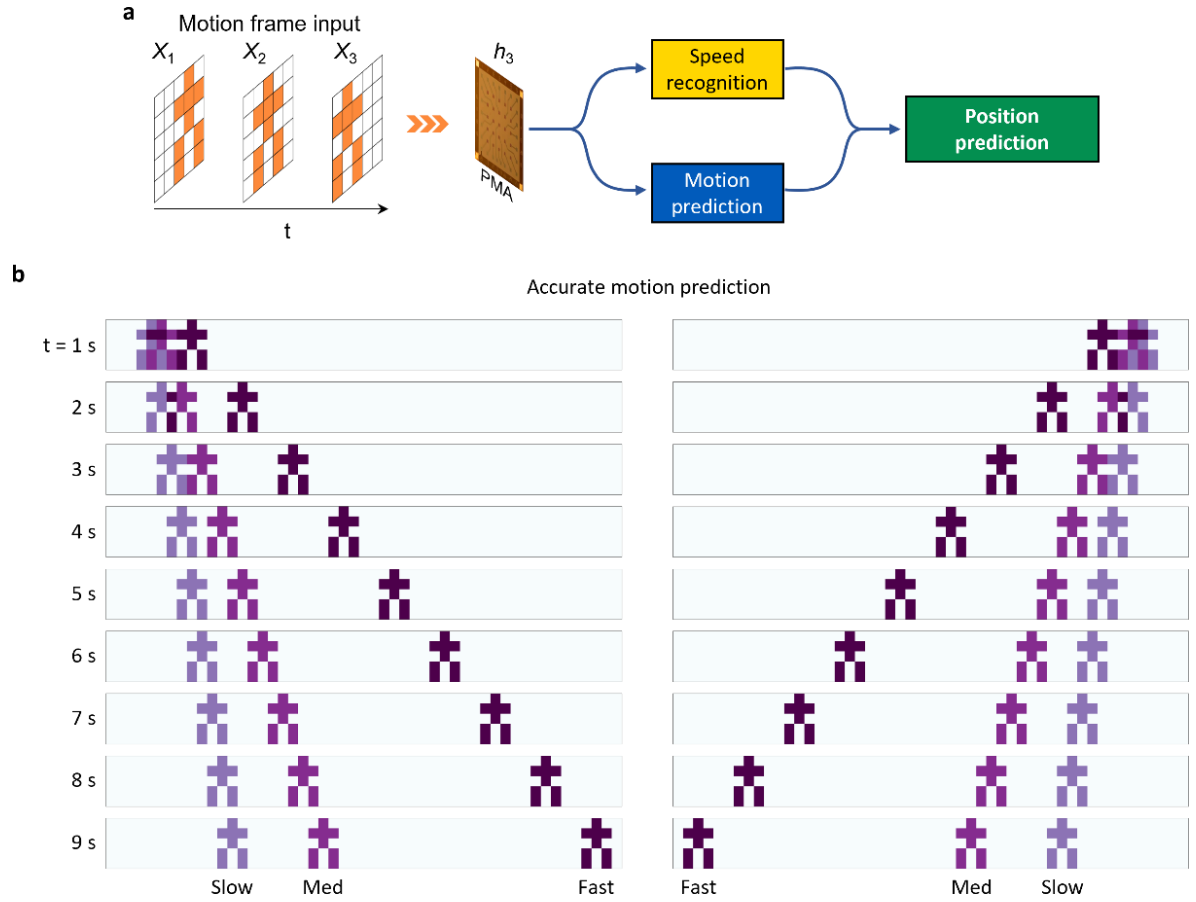 a
Motion frame input
X1 X2 X3
h3
PMA
t
Speed
recognition
Motion
prediction
Position
prediction
b
Accurate motion prediction
t = 1 s
2 s
3 s
4 s
5 s
6 s
7 s
8 s
9 s
Slow Med Fast
Fast Med Slow